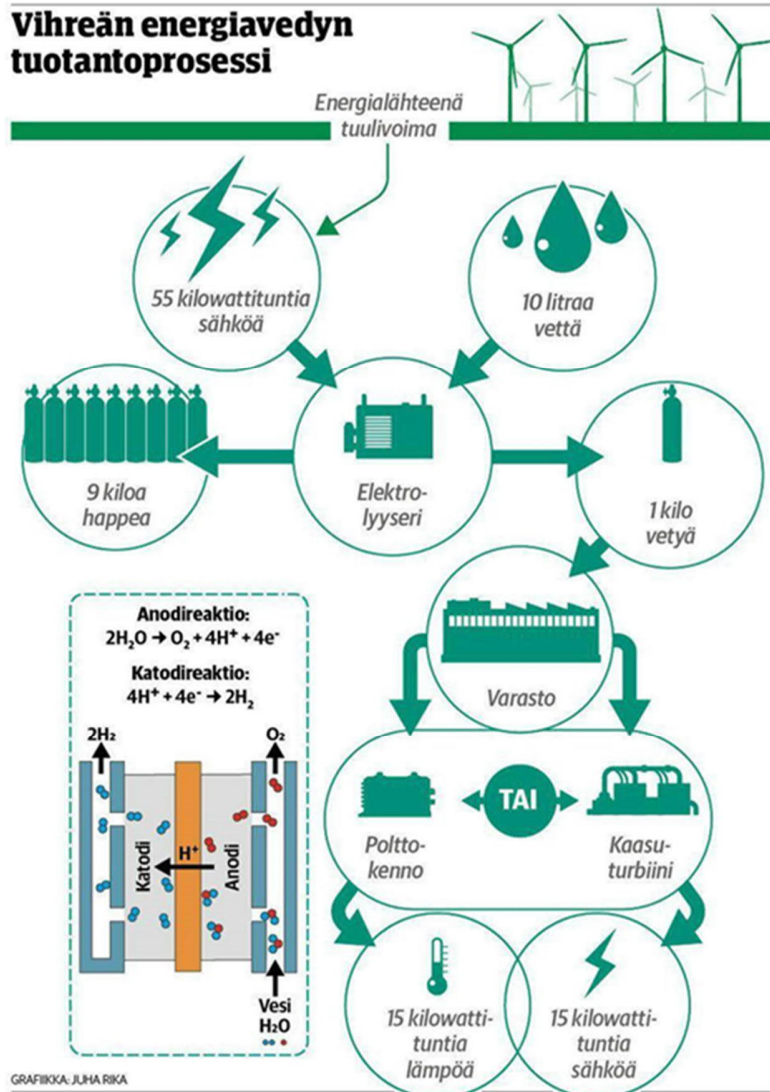 Vihreän energiavedyn
tuotantoprosessi
Energialähteenä
tuulivoima
55 kilowattituntia
sähköä
10 litraa
vettä
9 kiloa
happea
Elektro-
lyyseri
1 kilo
vetyä
Varasto
Anodireaktio:
2H₂O → O₂ + 4H⁺ + 4e⁻
Katodireaktio:
4H⁺ + 4e⁻ → 2H₂
2H₂
O₂
Katodi
H⁺
Anodi
Vesi
H₂O
Poltto-
kenno
TAI
Kaasu-
turbiini
15 kilowatti-
tuntia
lämpöä
15 kilowatti-
tuntia
sähköä
GRAFIIKKA: JUHA RIKA